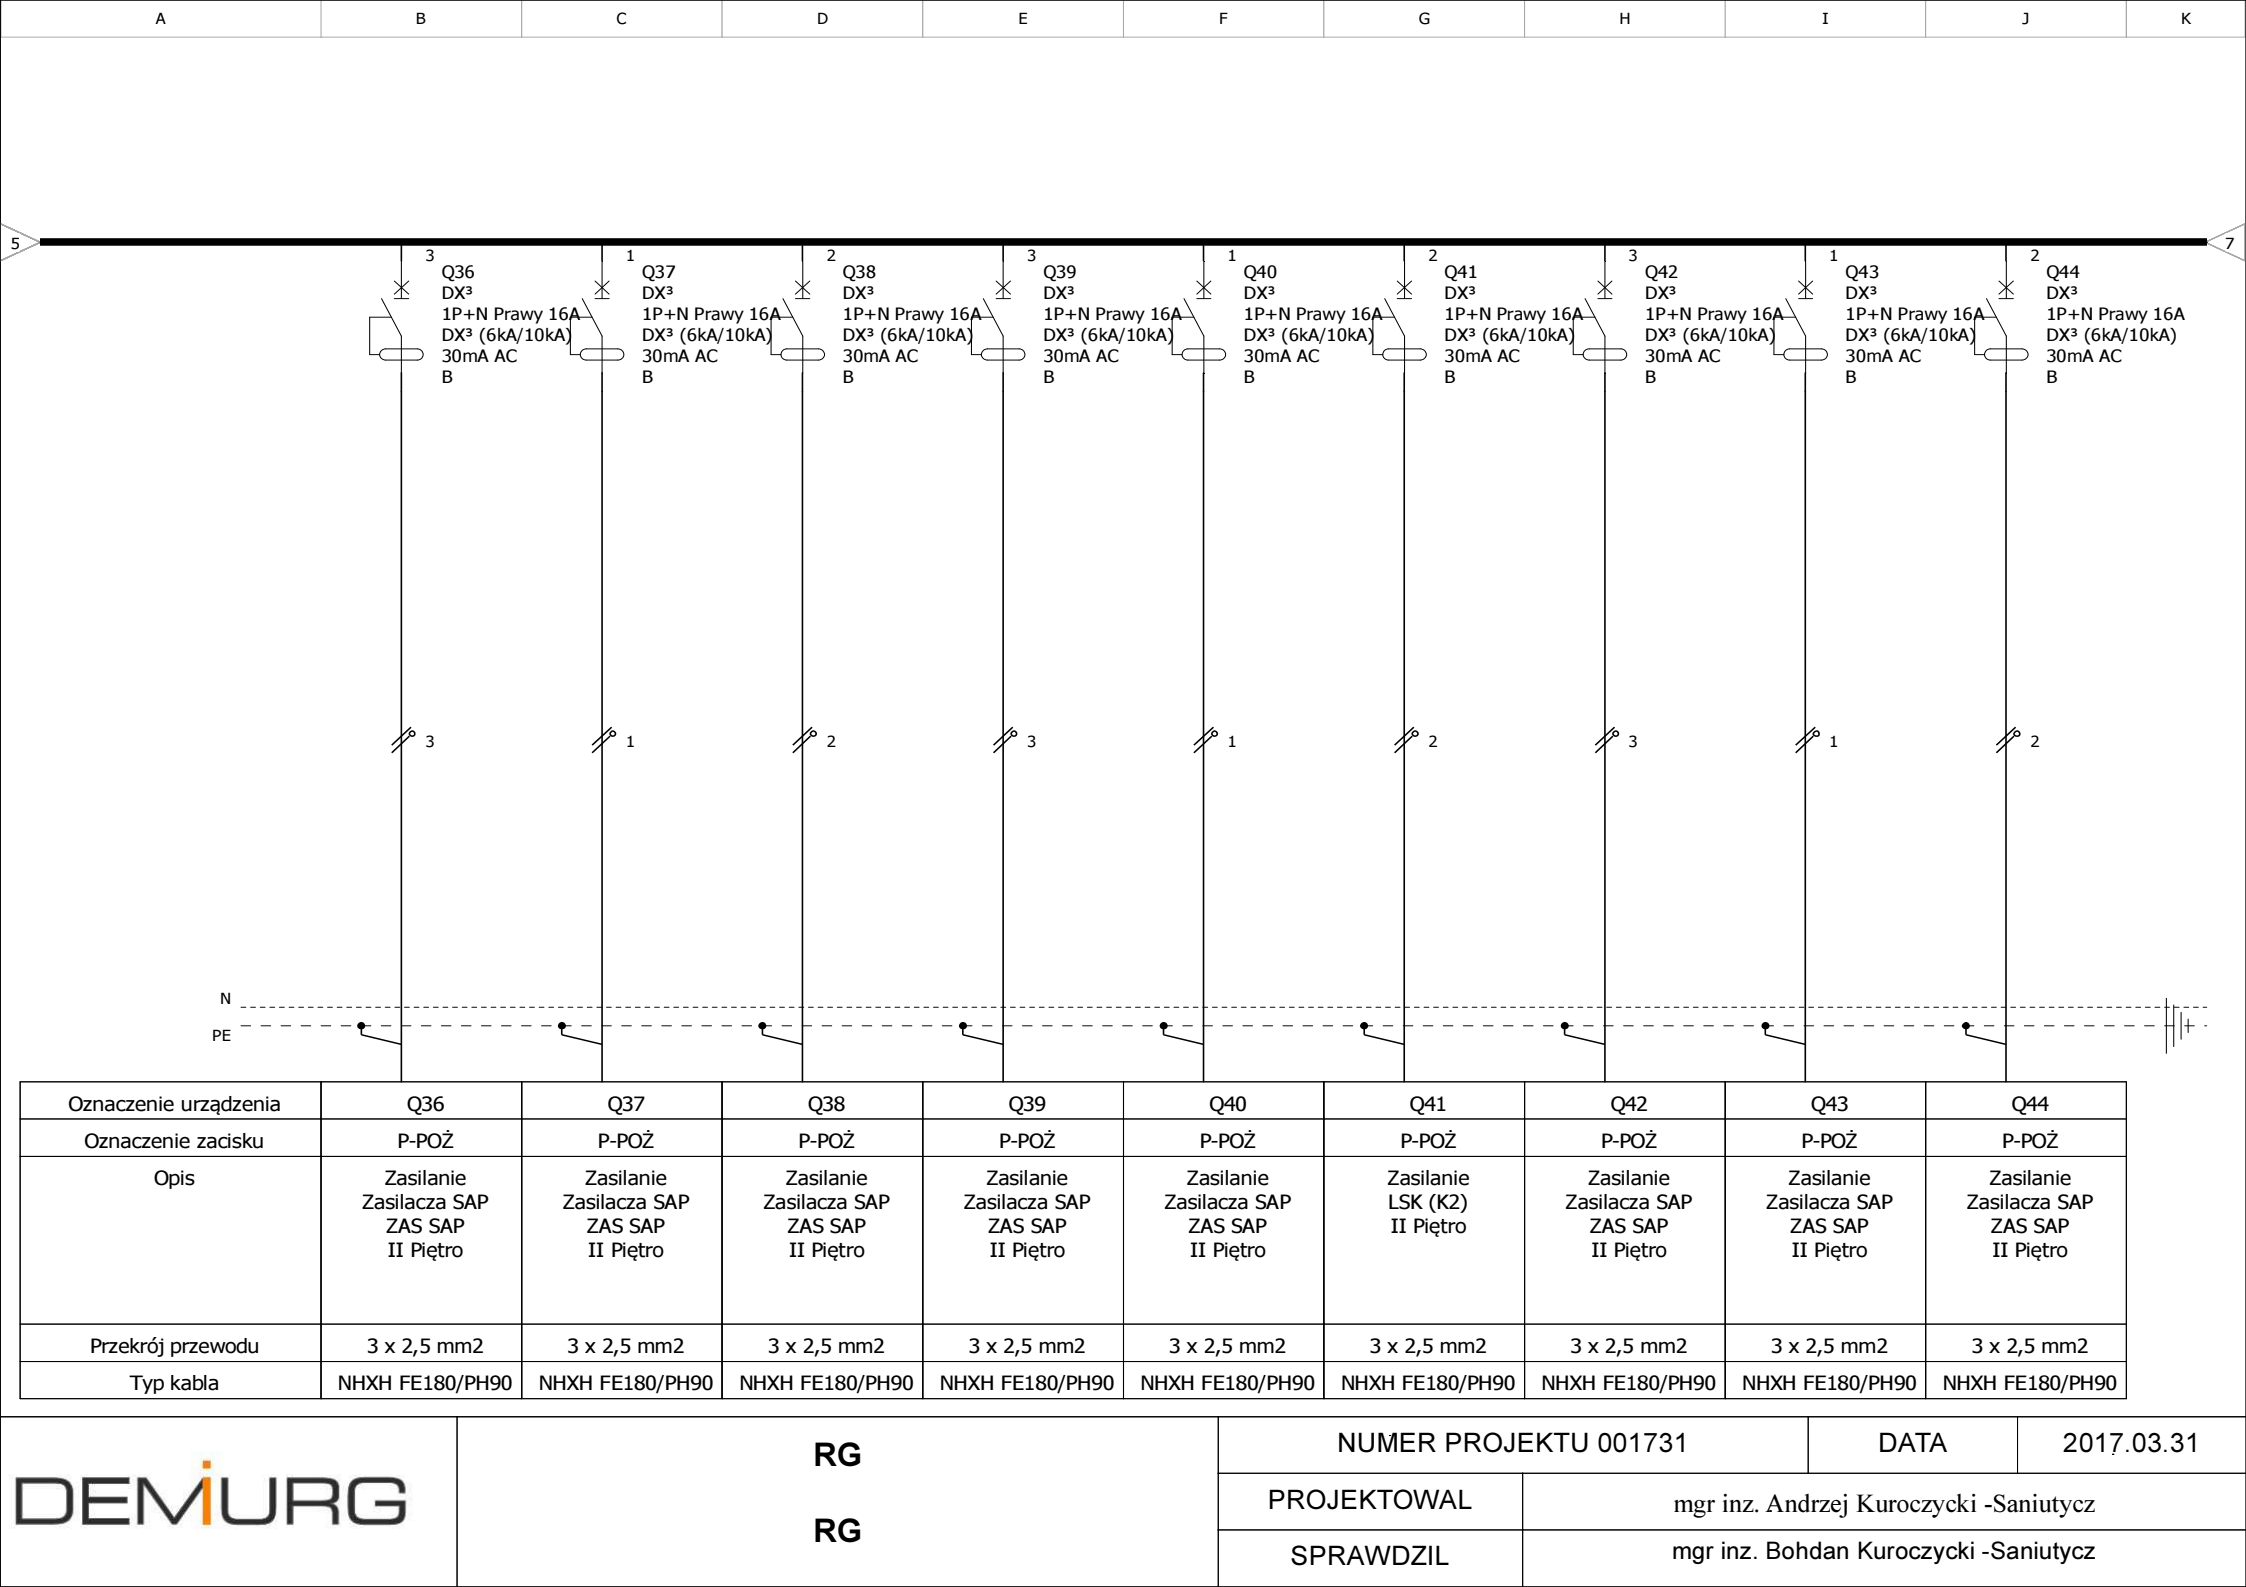 A B C D E F G H I J K
5 7
3 1 2 3 1 2 3 1 2
Q36 Q37 Q38 Q39 Q40 Q41 Q42 Q43 Q44
DX³ DX³ DX³ DX³ DX³ DX³ DX³ DX³ DX³
1P+N Prawy 16A 1P+N Prawy 16A 1P+N Prawy 16A 1P+N Prawy 16A 1P+N Prawy 16A 1P+N Prawy 16A 1P+N Prawy 16A 1P+N Prawy 16A 1P+N Prawy 16A
DX³ (6kA/10kA) DX³ (6kA/10kA) DX³ (6kA/10kA) DX³ (6kA/10kA) DX³ (6kA/10kA) DX³ (6kA/10kA) DX³ (6kA/10kA) DX³ (6kA/10kA) DX³ (6kA/10kA)
30mA AC 30mA AC 30mA AC 30mA AC 30mA AC 30mA AC 30mA AC 30mA AC 30mA AC
B B B B B B B B B
3 1 2 3 1 2 3 1 2
N
PE
Oznaczenie urządzenia Q36 Q37 Q38 Q39 Q40 Q41 Q42 Q43 Q44
Oznaczenie zacisku P-POŻ P-POŻ P-POŻ P-POŻ P-POŻ P-POŻ P-POŻ P-POŻ P-POŻ
Opis Zasilanie Zasilanie Zasilanie Zasilanie Zasilanie Zasilanie Zasilanie Zasilanie Zasilanie
Zasilacza SAP Zasilacza SAP Zasilacza SAP Zasilacza SAP Zasilacza SAP LSK (K2) Zasilacza SAP Zasilacza SAP Zasilacza SAP
ZAS SAP ZAS SAP ZAS SAP ZAS SAP ZAS SAP II Piętro ZAS SAP ZAS SAP ZAS SAP
II Piętro II Piętro II Piętro II Piętro II Piętro II Piętro II Piętro II Piętro
Przekrój przewodu 3 x 2,5 mm2 3 x 2,5 mm2 3 x 2,5 mm2 3 x 2,5 mm2 3 x 2,5 mm2 3 x 2,5 mm2 3 x 2,5 mm2 3 x 2,5 mm2 3 x 2,5 mm2
Typ kabla NHXH FE180/PH90 NHXH FE180/PH90 NHXH FE180/PH90 NHXH FE180/PH90 NHXH FE180/PH90 NHXH FE180/PH90 NHXH FE180/PH90 NHXH FE180/PH90 NHXH FE180/PH90
DEMiURG
RG
RG
NUMER PROJEKTU 001731 DATA 2017.03.31
PROJEKTOWAL mgr inz. Andrzej Kuroczycki -Saniutycz
SPRAWDZIL mgr inz. Bohdan Kuroczycki -Saniutycz